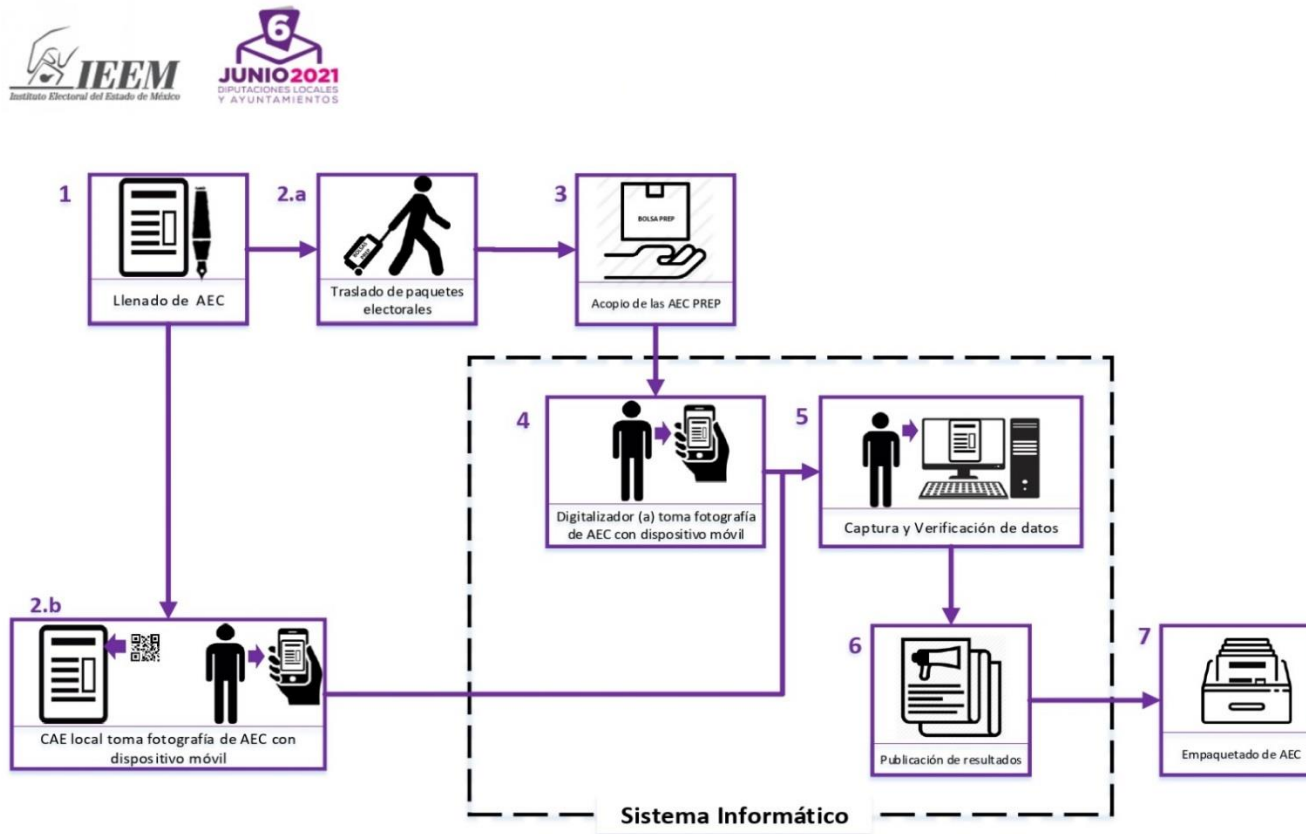 IEEM
Instituto Electoral del Estado de México
6
JUNIO2021
DIPUTACIONES LOCALES
Y AYUNTAMIENTOS
1
Llenado de AEC
2.a
BOLSAS
PREP
Traslado de paquetes
electorales
3
BOLSA PREP
Acopio de las AEC PREP
4
Digitalizador (a) toma fotografía
de AEC con dispositivo móvil
5
Captura y Verificación de datos
2.b
CAE local toma fotografía de AEC con
dispositivo móvil
6
Publicación de resultados
7
Empaquetado de AEC
Sistema Informático